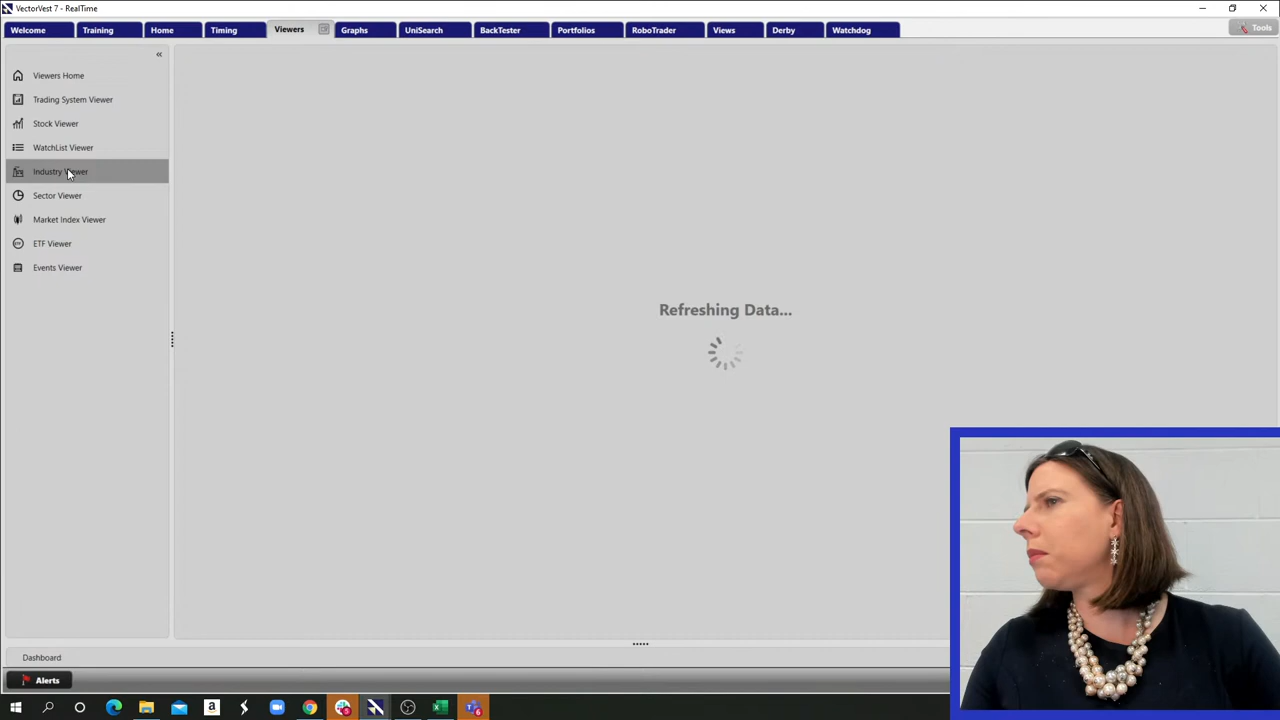 VectorVest 7 - RealTime
Welcome Training Home Timing Viewers Graphs UniSearch BackTester Portfolios RoboTrader Views Derby Watchdog Tools
Viewers Home
Trading System Viewer
Stock Viewer
WatchList Viewer
Industry Viewer
Sector Viewer
Market Index Viewer
ETF Viewer
Events Viewer
Refreshing Data...
Dashboard
Alerts